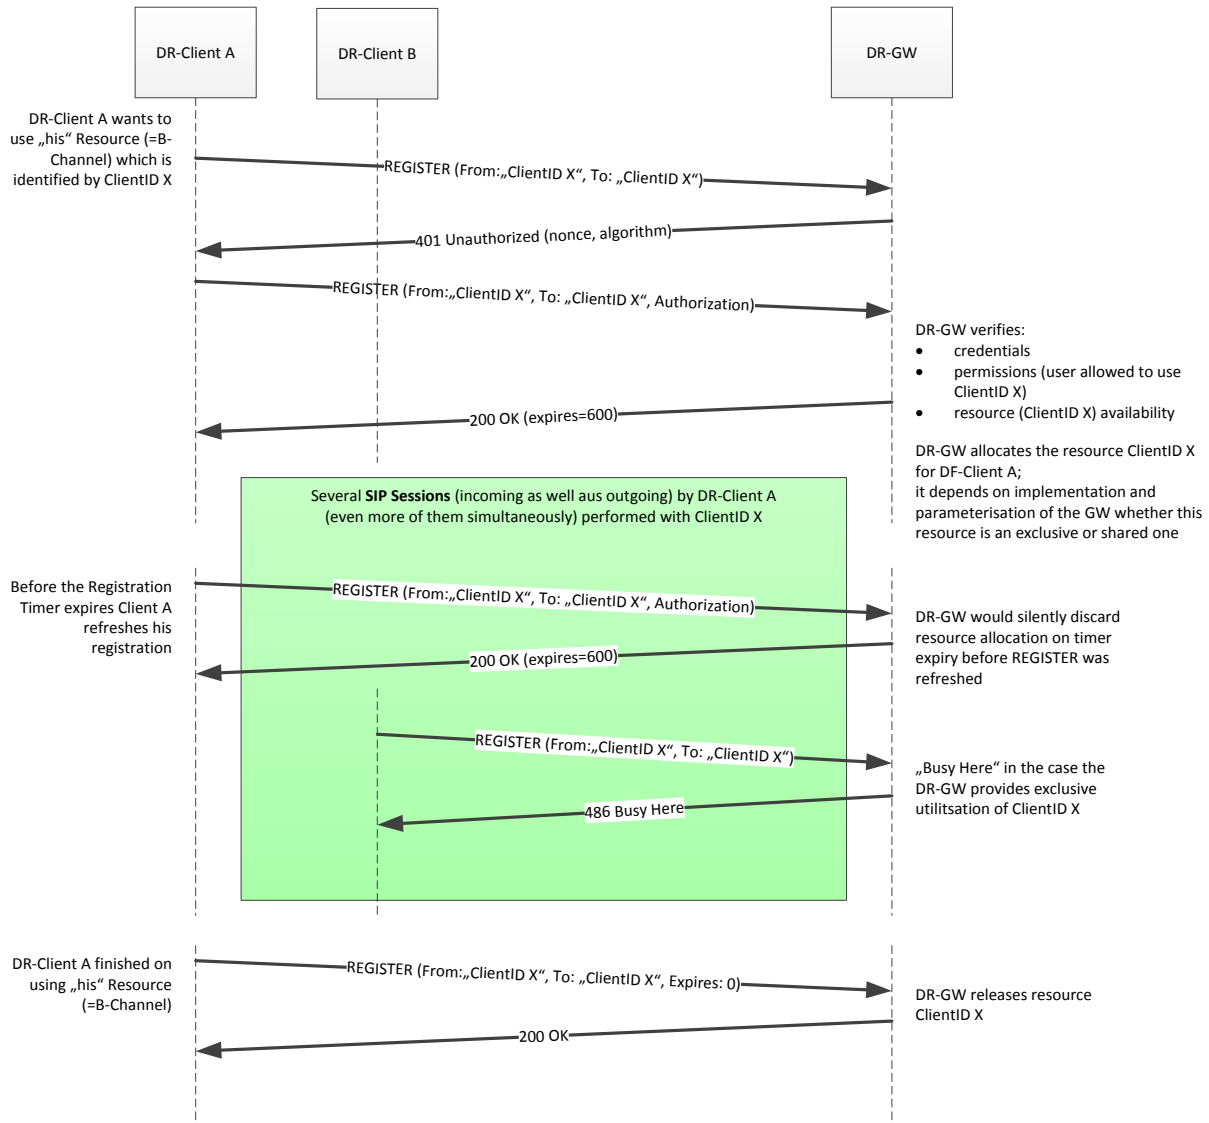 DR-Client A
DR-Client B
DR-GW
DR-Client A wants to
use „his“ Resource (=B-
Channel) which is
identified by ClientID X
REGISTER (From:„ClientID X“, To: „ClientID X“)
401 Unauthorized (nonce, algorithm)
REGISTER (From:„ClientID X“, To: „ClientID X“, Authorization)
DR-GW verifies:
• credentials
• permissions (user allowed to use
ClientID X)
• resource (ClientID X) availability
200 OK (expires=600)
DR-GW allocates the resource ClientID X
for DF-Client A;
it depends on implementation and
parameterisation of the GW whether this
resource is an exclusive or shared one
Several SIP Sessions (incoming as well aus outgoing) by DR-Client A
(even more of them simultaneously) performed with ClientID X
Before the Registration
Timer expires Client A
refreshes his
registration
REGISTER (From:„ClientID X“, To: „ClientID X“, Authorization)
DR-GW would silently discard
resource allocation on timer
expiry before REGISTER was
refreshed
200 OK (expires=600)
REGISTER (From:„ClientID X“, To: „ClientID X“)
„Busy Here“ in the case the
DR-GW provides exclusive
utilitsation of ClientID X
486 Busy Here
DR-Client A finished on
using „his“ Resource
(=B-Channel)
REGISTER (From:„ClientID X“, To: „ClientID X“, Expires: 0)
DR-GW releases resource
ClientID X
200 OK